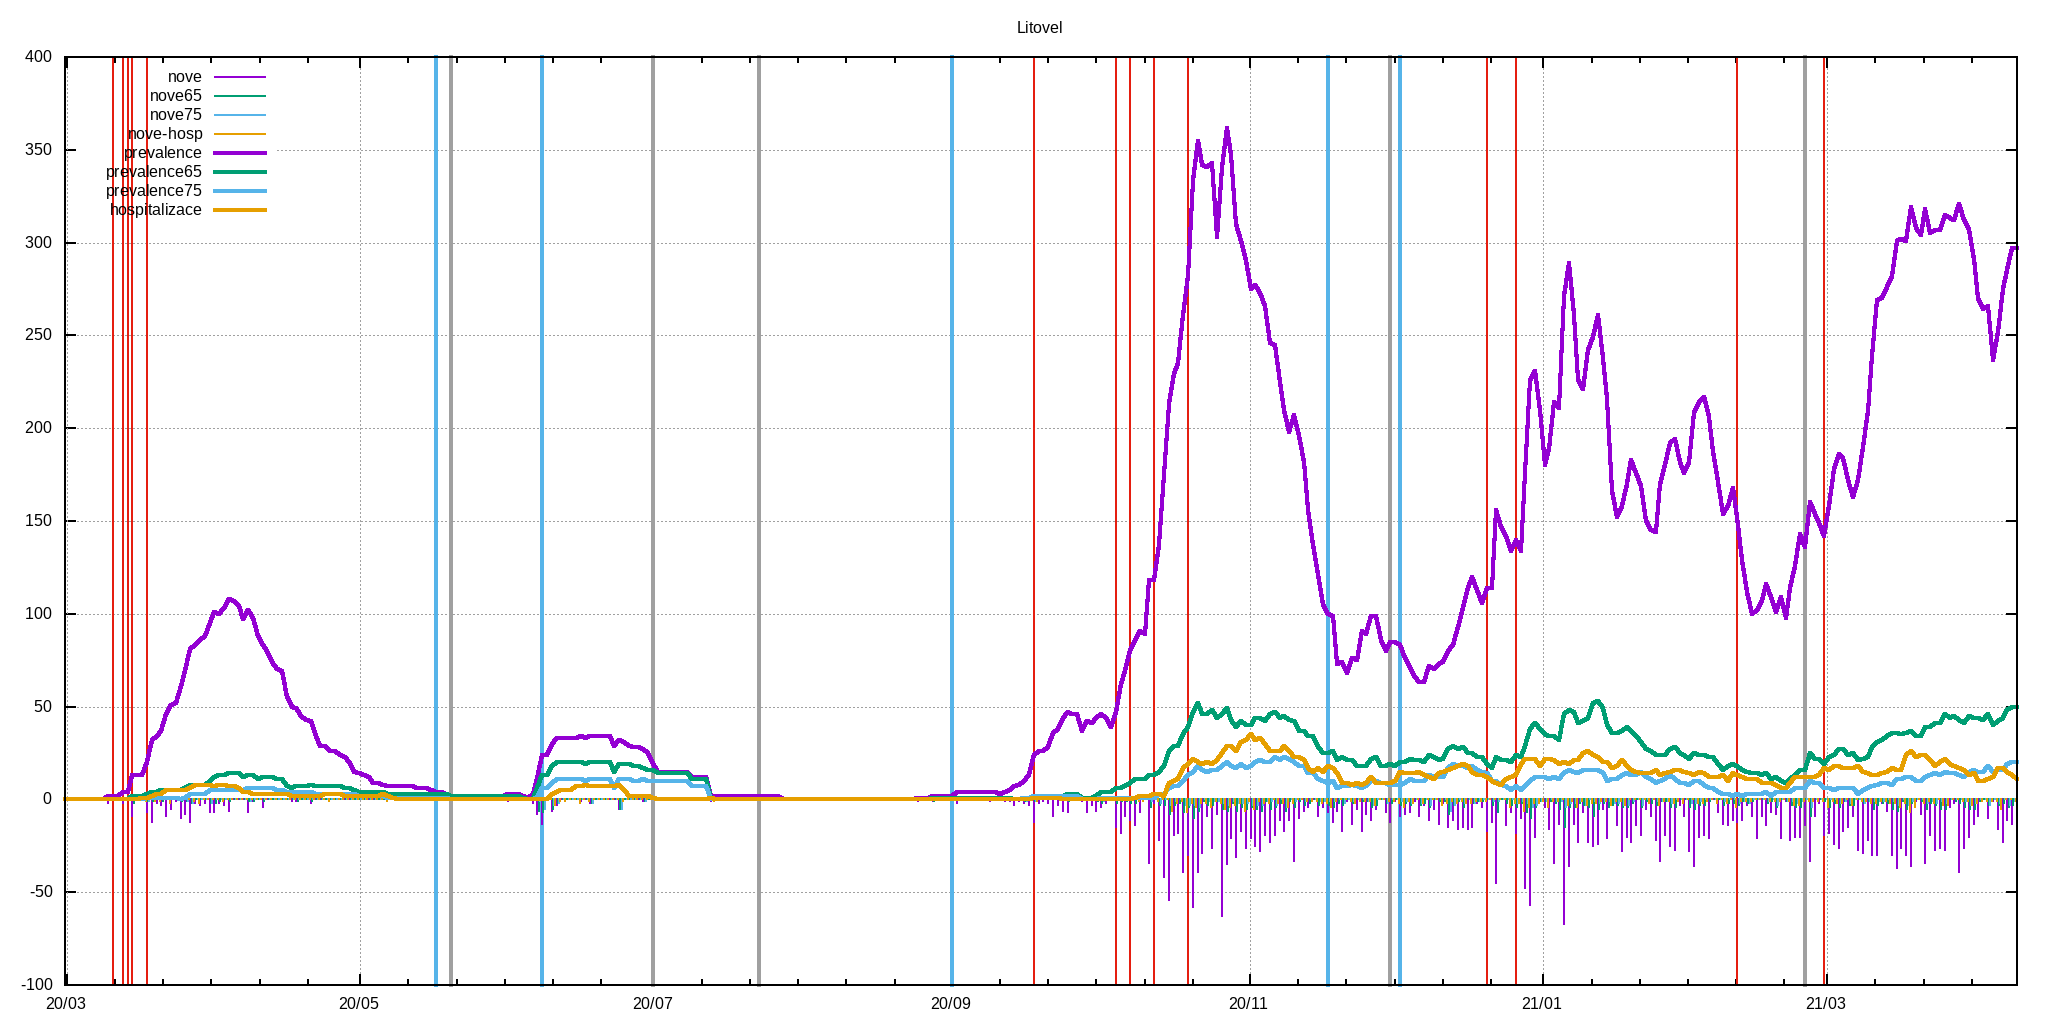 Litovel
400
350
300
250
200
150
100
50
0
-50
-100
nove
nove65
nove75
nove-hosp
prevalence
prevalence65
prevalence75
hospitalizace
20/03 20/05 20/07 20/09 20/11 21/01 21/03